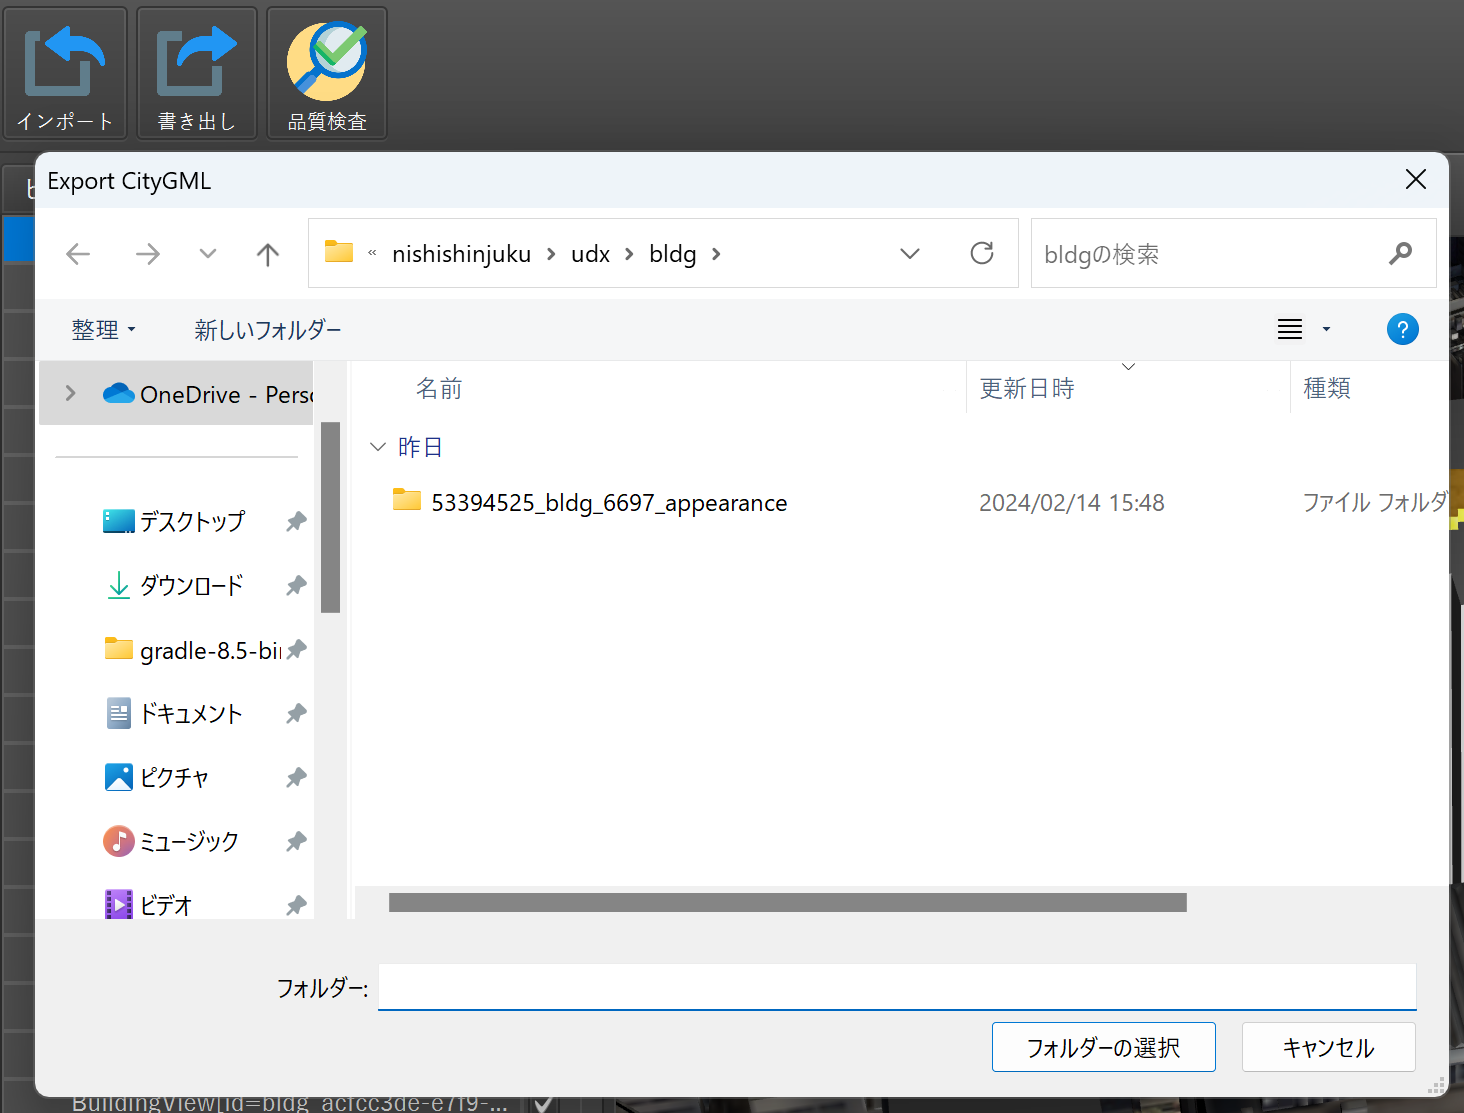 インポート
書き出し
品質検査
Export CityGML
« nishishinjuku > udx > bldg >
bldgの検索
整理
新しいフォルダー
OneDrive - Perso
名前
更新日時
種類
昨日
53394525_bldg_6697_appearance
2024/02/14 15:48
ファイル フォルダ
デスクトップ
ダウンロード
gradle-8.5-bin
ドキュメント
ピクチャ
ミュージック
ビデオ
フォルダー:
フォルダーの選択
キャンセル
BuildingView[id=bldg_acfcc3de-e7f9-...